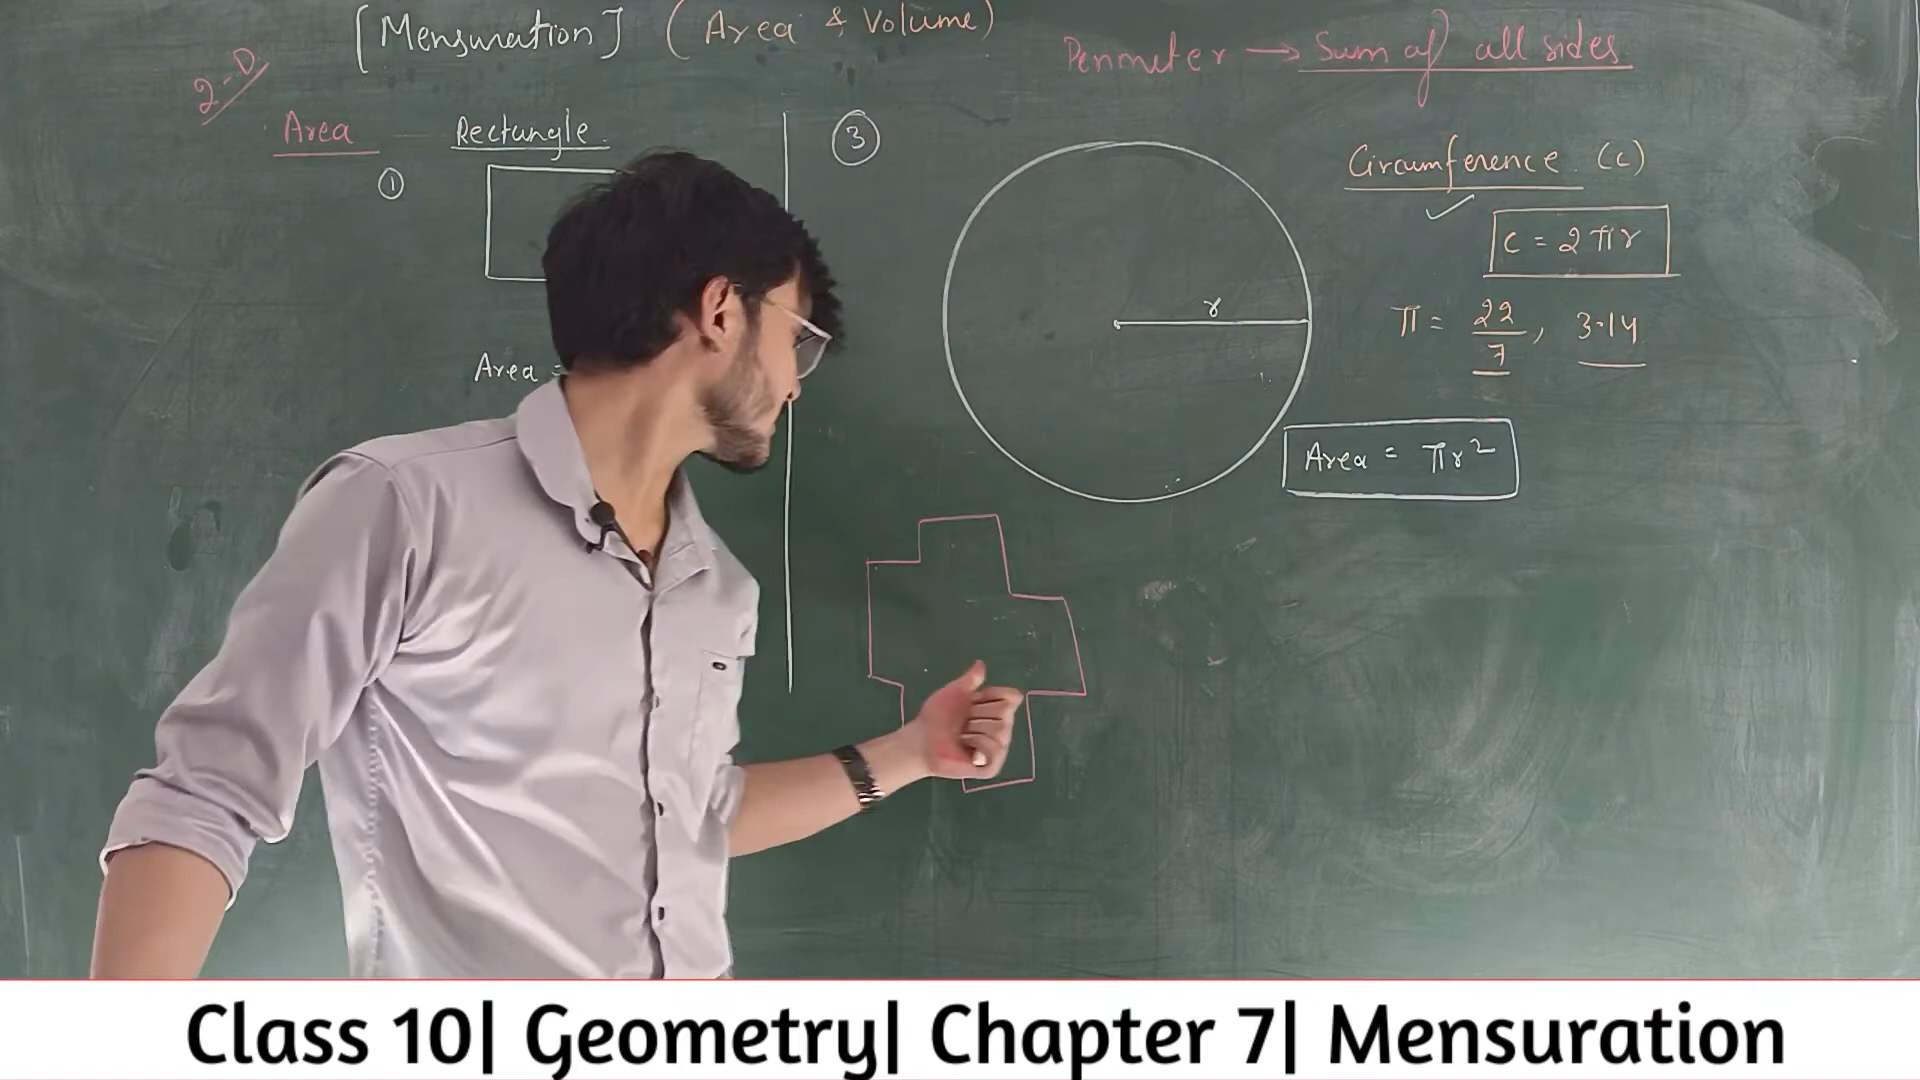 [Mensuration] (Area & Volume)
Perimeter → Sum of all sides
2-D
Area
Rectangle
①
Area =
③
r
Circumference (c)
✓
c = 2πr
π = 22/7, 3.14
Area = πr²
Class 10| Geometry| Chapter 7| Mensuration